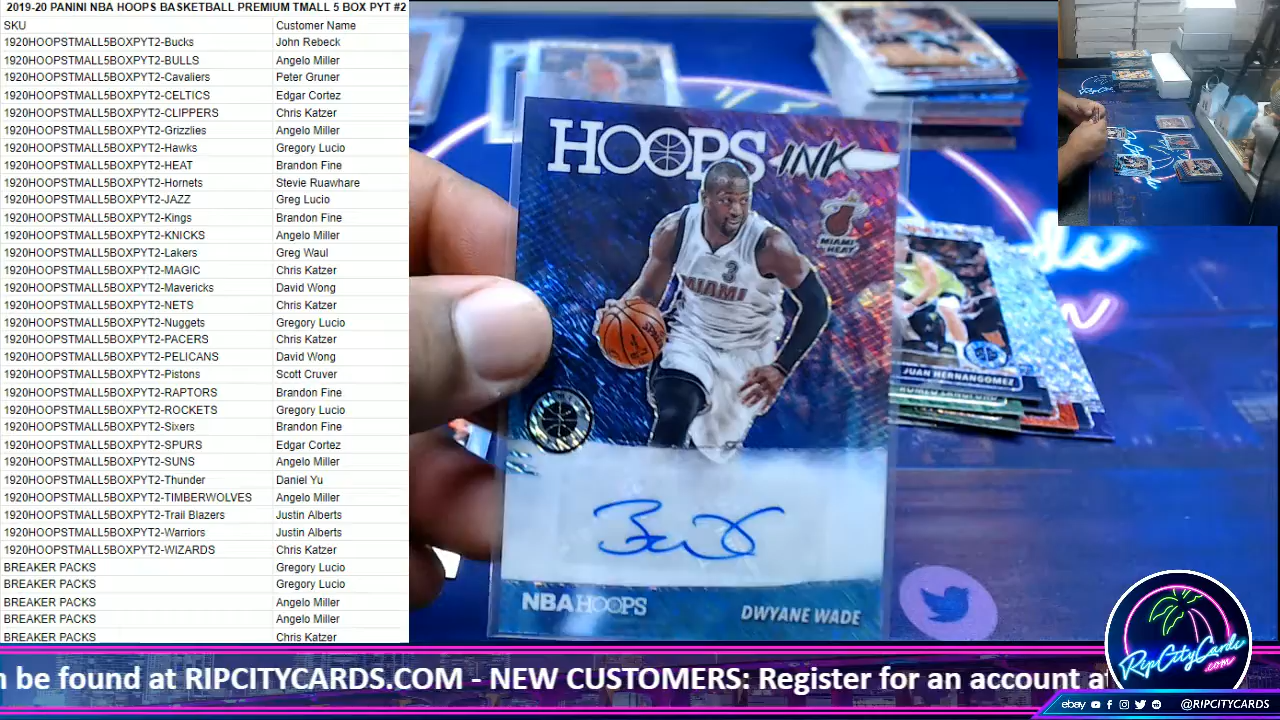 2019-20 PANINI NBA HOOPS BASKETBALL PREMIUM TMALL 5 BOX PYT #2
SKU Customer Name
1920HOOPSTMALL5BOXPYT2-Bucks John Rebeck
1920HOOPSTMALL5BOXPYT2-BULLS Angelo Miller
1920HOOPSTMALL5BOXPYT2-Cavaliers Peter Gruner
1920HOOPSTMALL5BOXPYT2-CELTICS Edgar Cortez
1920HOOPSTMALL5BOXPYT2-CLIPPERS Chris Katzer
1920HOOPSTMALL5BOXPYT2-Grizzlies Angelo Miller
1920HOOPSTMALL5BOXPYT2-Hawks Gregory Lucio
1920HOOPSTMALL5BOXPYT2-HEAT Brandon Fine
1920HOOPSTMALL5BOXPYT2-Hornets Stevie Ruawhare
1920HOOPSTMALL5BOXPYT2-JAZZ Greg Lucio
1920HOOPSTMALL5BOXPYT2-Kings Brandon Fine
1920HOOPSTMALL5BOXPYT2-KNICKS Angelo Miller
1920HOOPSTMALL5BOXPYT2-Lakers Greg Waul
1920HOOPSTMALL5BOXPYT2-MAGIC Chris Katzer
1920HOOPSTMALL5BOXPYT2-Mavericks David Wong
1920HOOPSTMALL5BOXPYT2-NETS Chris Katzer
1920HOOPSTMALL5BOXPYT2-Nuggets Gregory Lucio
1920HOOPSTMALL5BOXPYT2-PACERS Chris Katzer
1920HOOPSTMALL5BOXPYT2-PELICANS David Wong
1920HOOPSTMALL5BOXPYT2-Pistons Scott Cruver
1920HOOPSTMALL5BOXPYT2-RAPTORS Brandon Fine
1920HOOPSTMALL5BOXPYT2-ROCKETS Gregory Lucio
1920HOOPSTMALL5BOXPYT2-Sixers Brandon Fine
1920HOOPSTMALL5BOXPYT2-SPURS Edgar Cortez
1920HOOPSTMALL5BOXPYT2-SUNS Angelo Miller
1920HOOPSTMALL5BOXPYT2-Thunder Daniel Yu
1920HOOPSTMALL5BOXPYT2-TIMBERWOLVES Angelo Miller
1920HOOPSTMALL5BOXPYT2-Trail Blazers Justin Alberts
1920HOOPSTMALL5BOXPYT2-Warriors Justin Alberts
1920HOOPSTMALL5BOXPYT2-WIZARDS Chris Katzer
BREAKER PACKS Gregory Lucio
BREAKER PACKS Gregory Lucio
BREAKER PACKS Angelo Miller
BREAKER PACKS Angelo Miller
BREAKER PACKS Chris Katzer
HOOPS INK
MIAMI
HEAT
3
MIAMI
NBA HOOPS
DWYANE WADE
JUAN HERNANGOMEZ
ROMEO LANGFORD
RipCityCards
.com
n be found at RIPCITYCARDS.COM - NEW CUSTOMERS: Register for an account a
ebay @RIPCITYCARDS